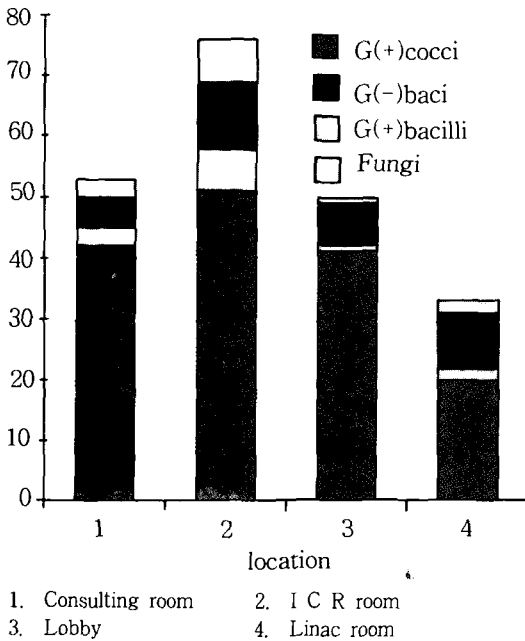 80
70
60
50
40
30
20
10
0
G(+)cocci
G(-)baci
G(+)bacilli
Fungi
1 2 3 4
location
1. Consulting room 2. I C R room
3. Lobby 4. Linac room